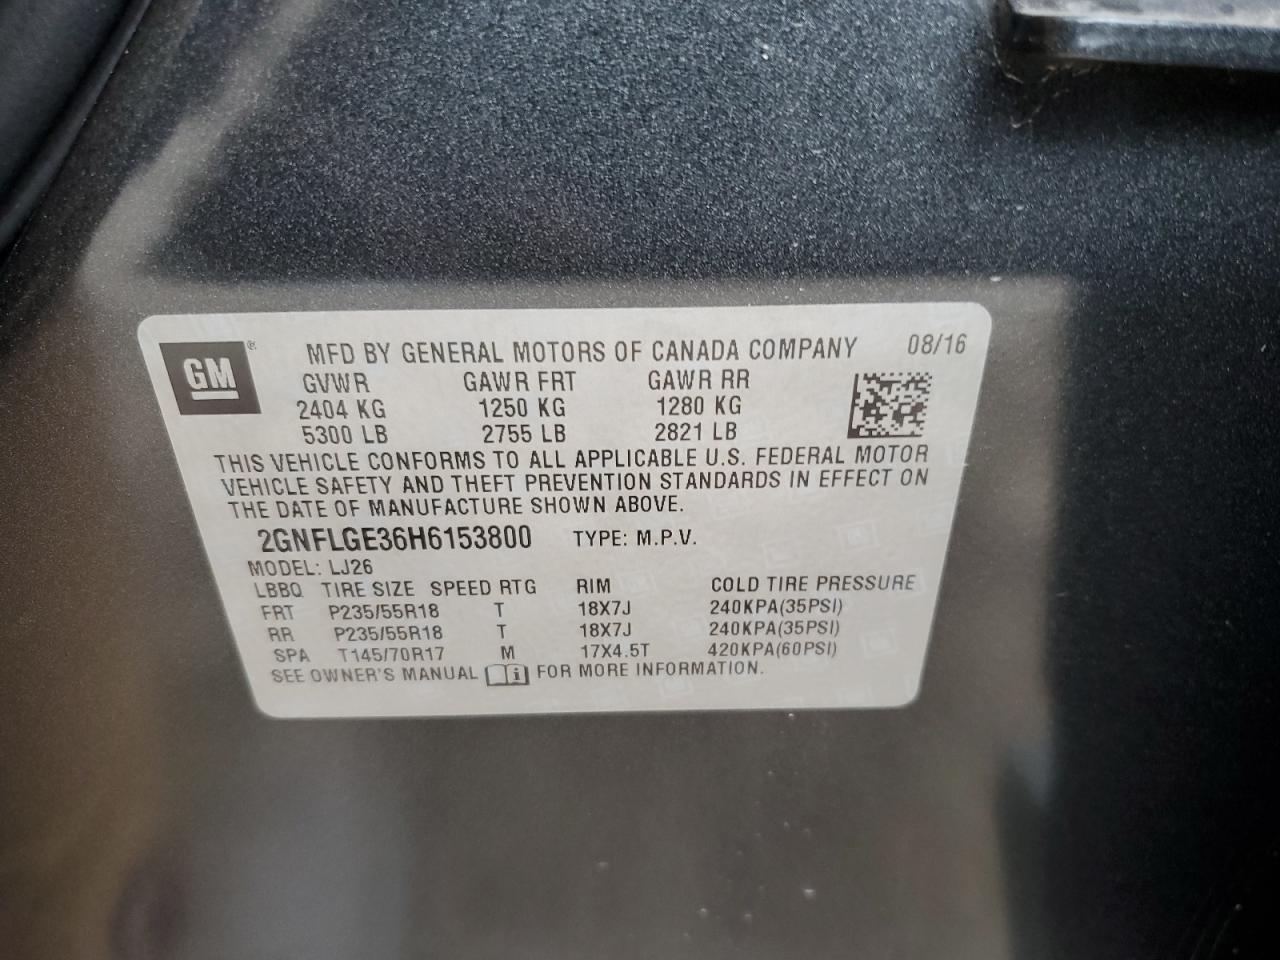 GM ® MFD BY GENERAL MOTORS OF CANADA COMPANY 08/16
GVWR GAWR FRT GAWR RR
2404 KG 1250 KG 1280 KG
5300 LB 2755 LB 2821 LB
THIS VEHICLE CONFORMS TO ALL APPLICABLE U.S. FEDERAL MOTOR
VEHICLE SAFETY AND THEFT PREVENTION STANDARDS IN EFFECT ON
THE DATE OF MANUFACTURE SHOWN ABOVE.
2GNFLGE36H6153800 TYPE: M.P.V.
MODEL: LJ26
LBBQ TIRE SIZE SPEED RTG RIM COLD TIRE PRESSURE
FRT P235/55R18 T 18X7J 240KPA(35PSI)
RR P235/55R18 T 18X7J 240KPA(35PSI)
SPA T145/70R17 M 17X4.5T 420KPA(60PSI)
SEE OWNER'S MANUAL i FOR MORE INFORMATION.